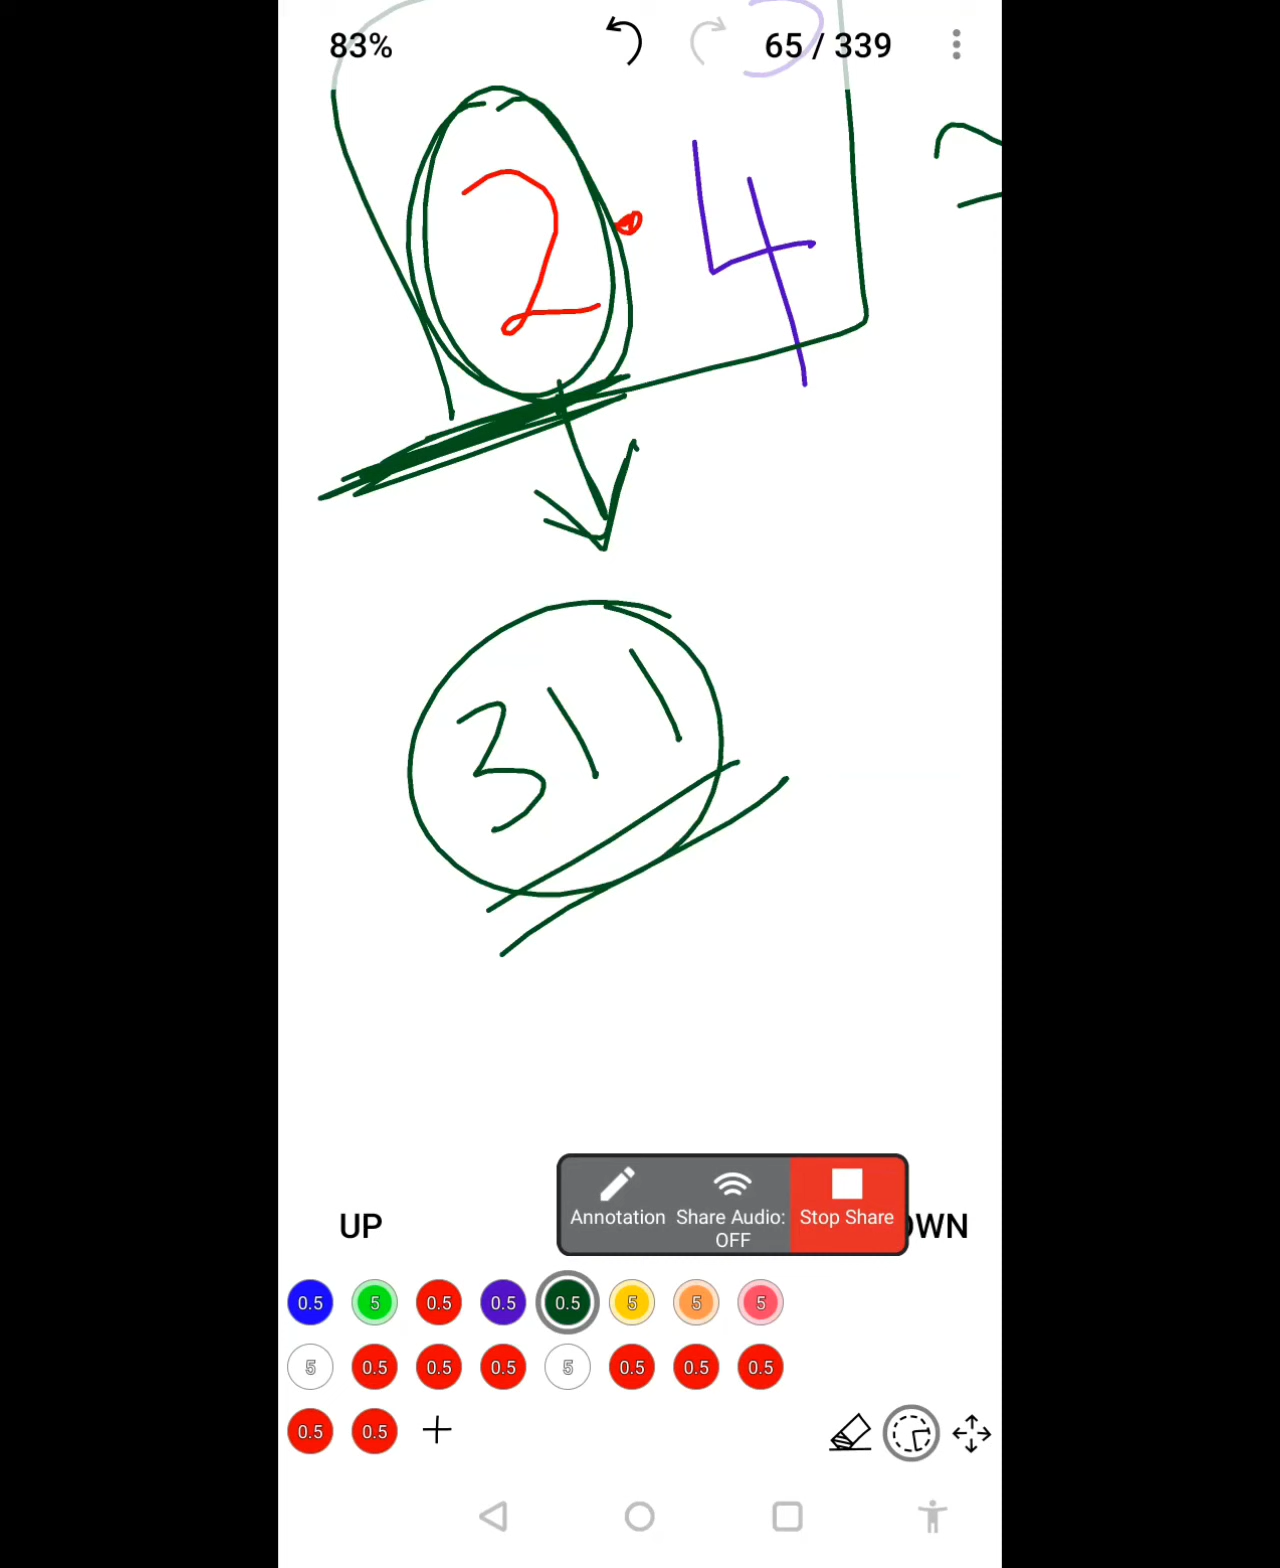 83% 65 / 339
2. 4
311
Annotation Share Audio: OFF Stop Share
UP OWN
0.5 5 0.5 0.5 0.5 5 5 5
5 0.5 0.5 0.5 5 0.5 0.5 0.5
0.5 0.5 +